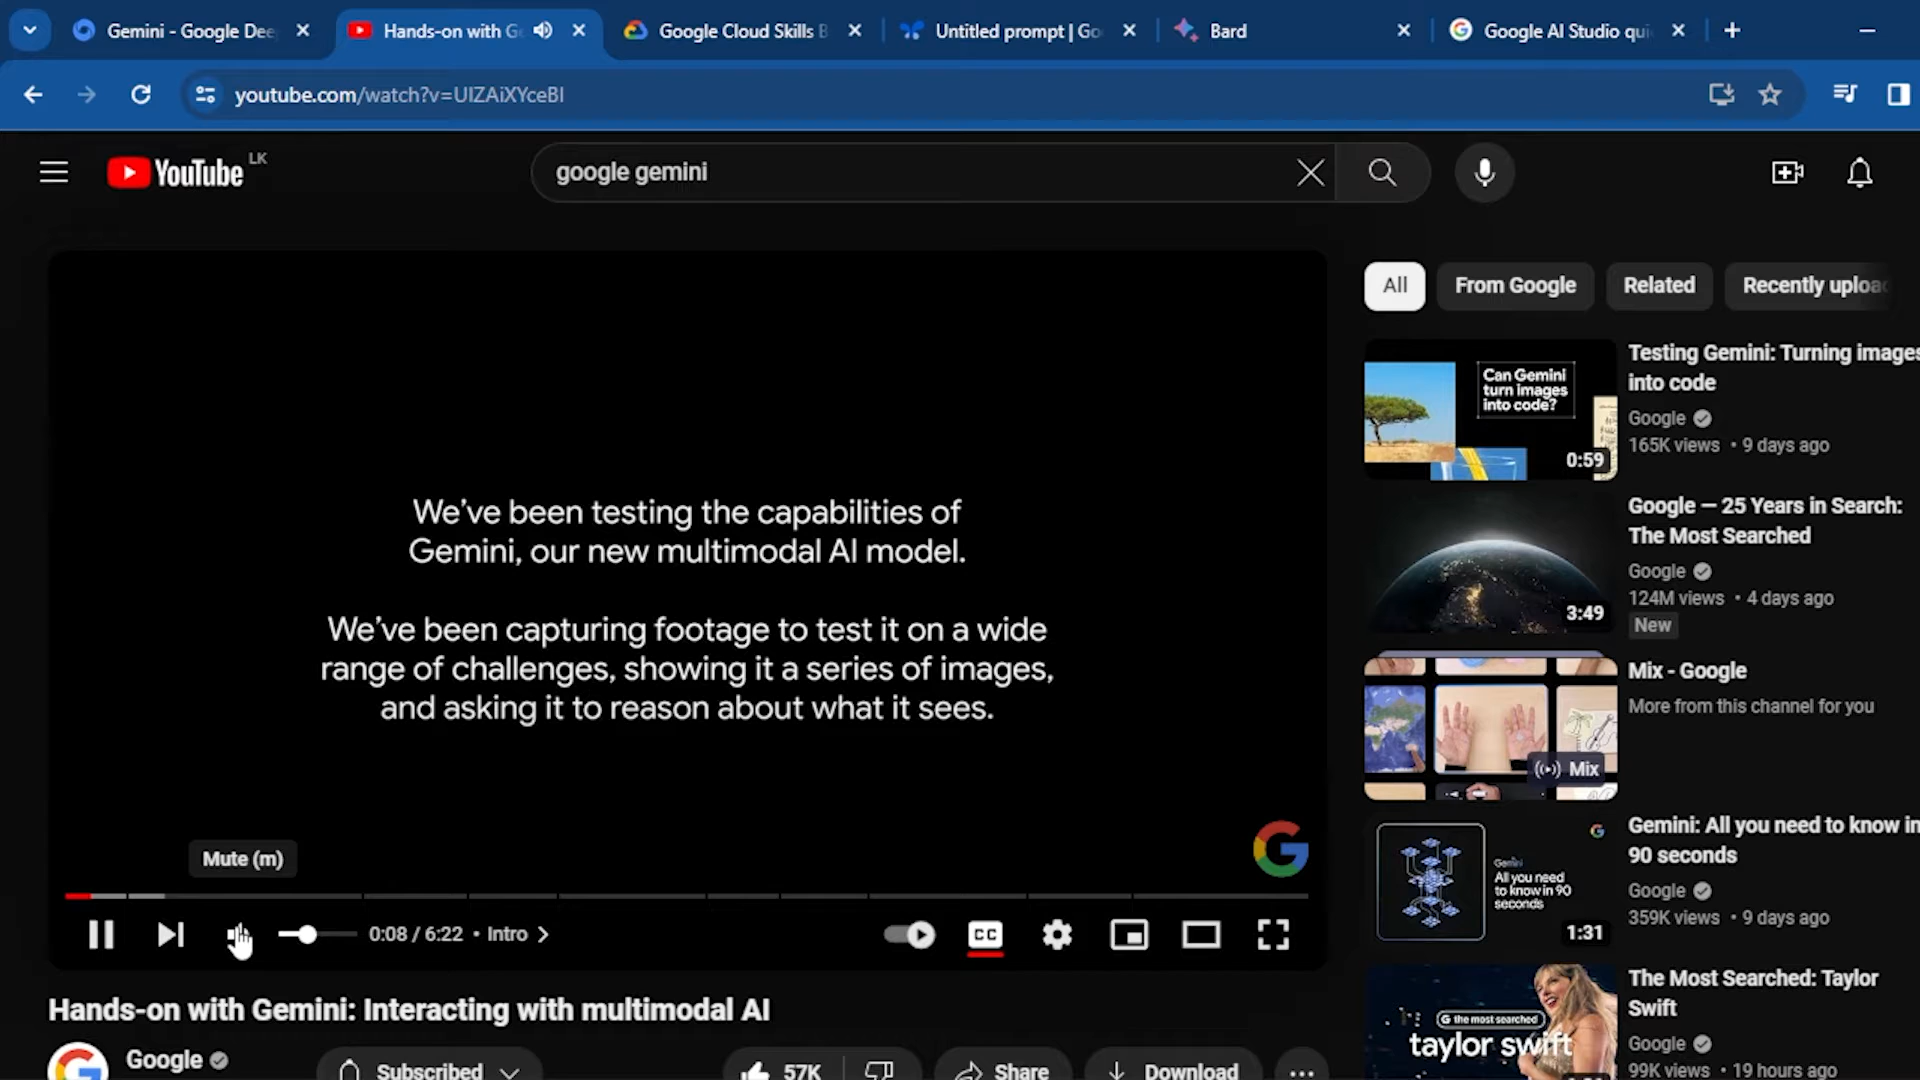 Gemini - Google Dee
Hands-on with G
Google Cloud Skills B
Untitled prompt | Go
Bard
Google AI Studio qui
youtube.com/watch?v=UIZAiXYceBI
YouTube LK
google gemini
We've been testing the capabilities of
Gemini, our new multimodal AI model.
We've been capturing footage to test it on a wide
range of challenges, showing it a series of images,
and asking it to reason about what it sees.
Mute (m)
0:08 / 6:22 • Intro
CC
Hands-on with Gemini: Interacting with multimodal AI
Google
Subscribed
57K
Share
Download
All
From Google
Related
Recently uploa
Can Gemini
turn images
into code?
0:59
Testing Gemini: Turning images
into code
Google
165K views • 9 days ago
3:49
Google — 25 Years in Search:
The Most Searched
Google
124M views • 4 days ago
New
Mix
Mix - Google
More from this channel for you
Gemini
All you need
to know in 90
seconds
1:31
Gemini: All you need to know in
90 seconds
Google
359K views • 9 days ago
G the most searched
taylor swift
The Most Searched: Taylor
Swift
Google
99K views • 19 hours ago